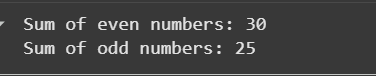 Sum of even numbers: 30
Sum of odd numbers: 25